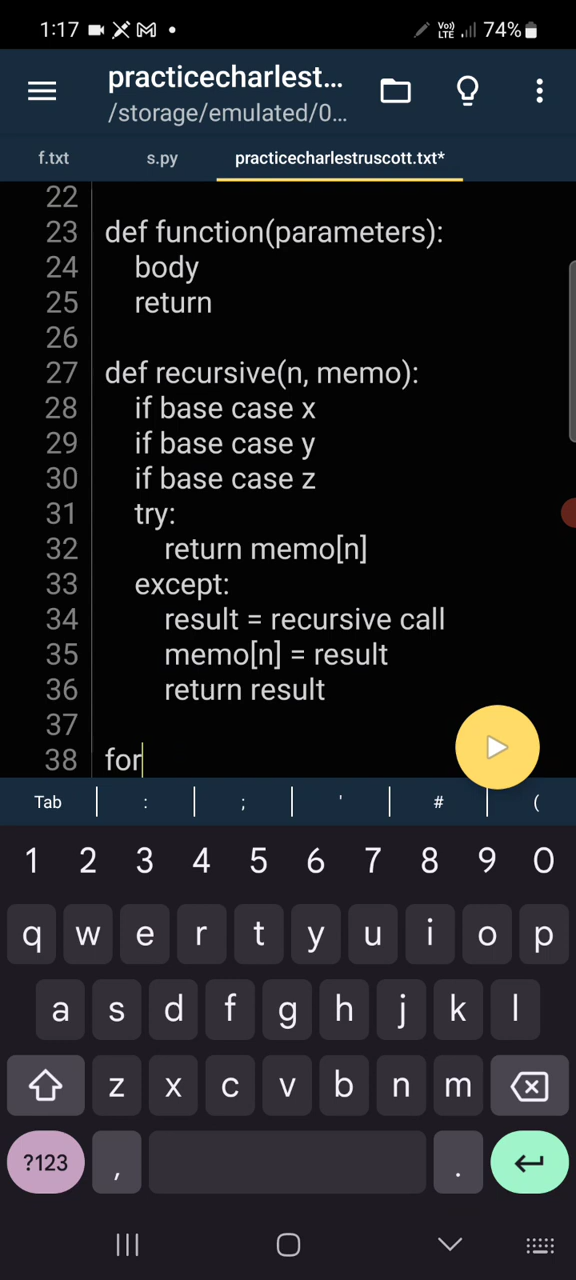 1:17 Vo)) LTE 74%
practicecharlest...
/storage/emulated/0...
f.txt s.py practicecharlestruscott.txt*
22
23 def function(parameters):
24 body
25 return
26
27 def recursive(n, memo):
28 if base case x
29 if base case y
30 if base case z
31 try:
32 return memo[n]
33 except:
34 result = recursive call
35 memo[n] = result
36 return result
37
38 for
Tab : ; ' # (
1 2 3 4 5 6 7 8 9 0
q w e r t y u i o p
a s d f g h j k l
z x c v b n m
?123 , .